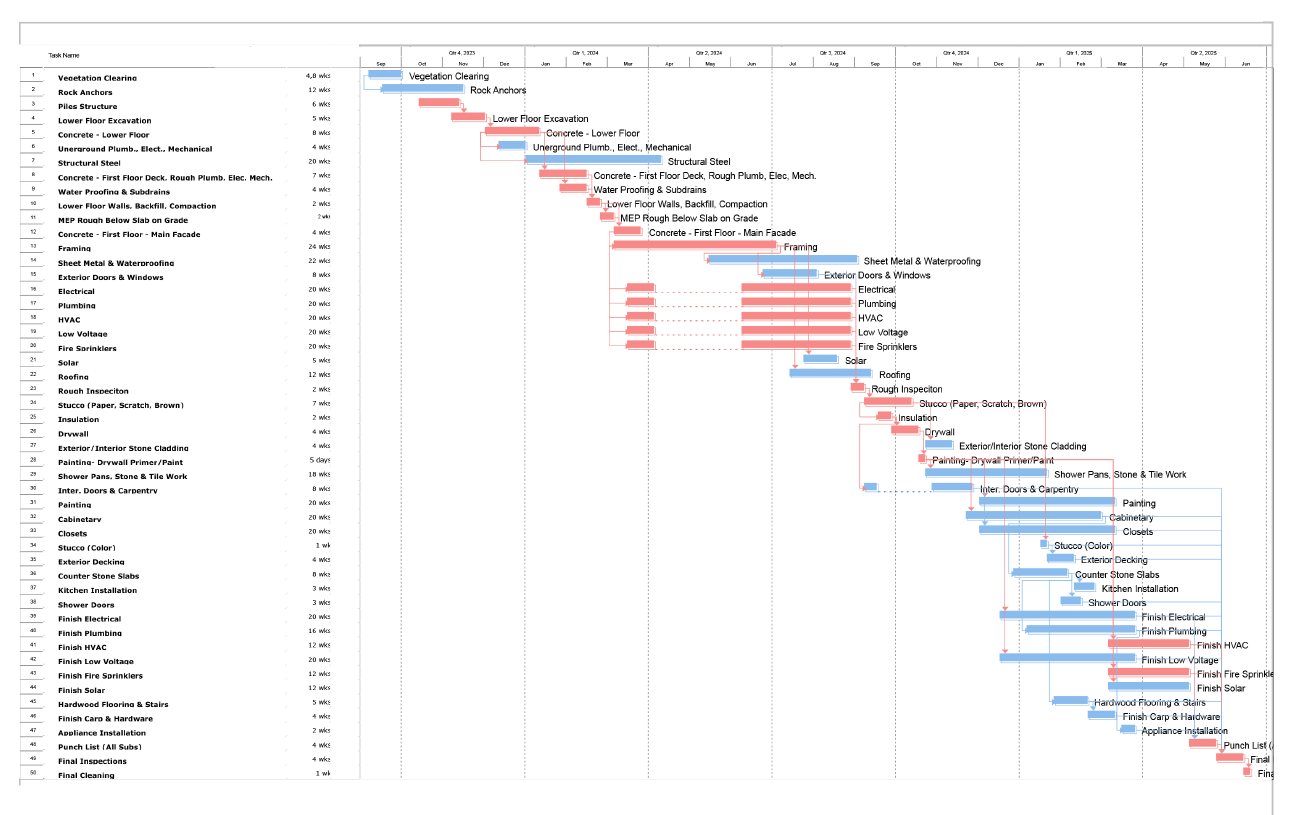 Task Name
Qtr 4, 2023 Qtr 1, 2024 Qtr 2, 2024 Qtr 3, 2024 Qtr 4, 2024 Qtr 1, 2025 Qtr 2, 2025
Sep Oct Nov Dec Jan Feb Mar Apr May Jun Jul Aug Sep Oct Nov Dec Jan Feb Mar Apr May Jun
1 Vegetation Clearing 4,8 wks Vegetation Clearing
2 Rock Anchors 12 wks Rock Anchors
3 Piles Structure 6 wks
4 Lower Floor Excavation 5 wks Lower Floor Excavation
5 Concrete - Lower Floor 8 wks Concrete - Lower Floor
6 Unerground Plumb., Elect., Mechanical 4 wks Unerground Plumb., Elect., Mechanical
7 Structural Steel 20 wks Structural Steel
8 Concrete - First Floor Deck, Rough Plumb. Elec. Mech. 7 wks Concrete - First Floor Deck, Rough Plumb, Elec, Mech.
9 Water Proofing & Subdrains 4 wks Water Proofing & Subdrains
10 Lower Floor Walls, Backfill, Compaction 2 wks Lower Floor Walls, Backfill, Compaction
11 MEP Rough Below Slab on Grade 2 wks MEP Rough Below Slab on Grade
12 Concrete - First Floor - Main Facade 4 wks Concrete - First Floor - Main Facade
13 Framing 24 wks Framing
14 Sheet Metal & Waterproofing 22 wks Sheet Metal & Waterproofing
15 Exterior Doors & Windows 8 wks Exterior Doors & Windows
16 Electrical 20 wks Electrical
17 Plumbing 20 wks Plumbing
18 HVAC 20 wks HVAC
19 Low Voltage 20 wks Low Voltage
20 Fire Sprinklers 20 wks Fire Sprinklers
21 Solar 5 wks Solar
22 Roofing 12 wks Roofing
23 Rough Inspeciton 2 wks Rough Inspeciton
24 Stucco (Paper, Scratch, Brown) 7 wks Stucco (Paper, Scratch, Brown)
25 Insulation 2 wks Insulation
26 Drywall 4 wks Drywall
27 Exterior/Interior Stone Cladding 4 wks Exterior/Interior Stone Cladding
28 Painting- Drywall Primer/Paint 5 days Painting- Drywall Primer/Paint
29 Shower Pans, Stone & Tile Work 18 wks Shower Pans, Stone & Tile Work
30 Inter. Doors & Carpentry 8 wks Inter. Doors & Carpentry
31 Painting 20 wks Painting
32 Cabinetary 20 wks Cabinetary
33 Closets 20 wks Closets
34 Stucco (Color) 1 wk Stucco (Color)
35 Exterior Decking 4 wks Exterior Decking
36 Counter Stone Slabs 8 wks Counter Stone Slabs
37 Kitchen Installation 3 wks Kitchen Installation
38 Shower Doors 3 wks Shower Doors
39 Finish Electrical 20 wks Finish Electrical
40 Finish Plumbing 16 wks Finish Plumbing
41 Finish HVAC 12 wks Finish HVAC
42 Finish Low Voltage 20 wks Finish Low Voltage
43 Finish Fire Sprinklers 12 wks Finish Fire Sprinkle
44 Finish Solar 12 wks Finish Solar
45 Hardwood Flooring & Stairs 5 wks Hardwood Flooring & Stairs
46 Finish Carp & Hardware 4 wks Finish Carp & Hardware
47 Appliance Installation 2 wks Appliance Installation
48 Punch List (All Subs) 4 wks Punch List (
49 Final Inspections 4 wks Final
50 Final Cleaning 1 wk Fina